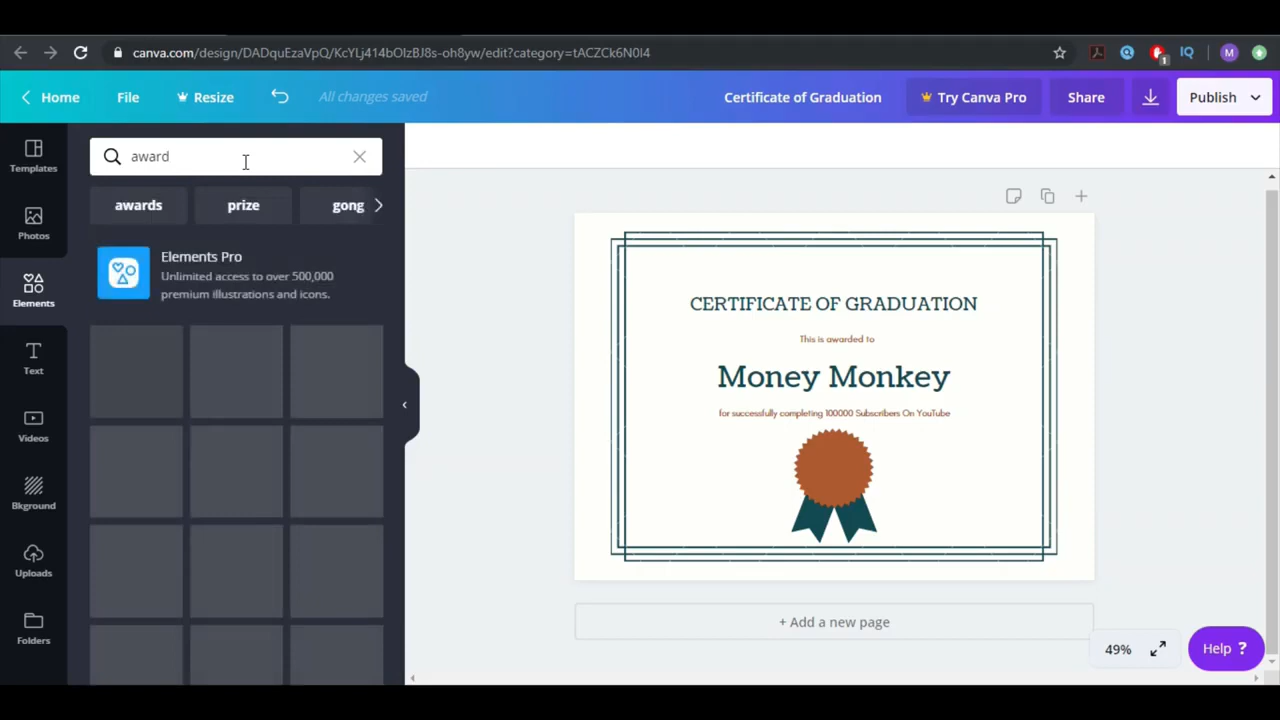 canva.com/design/DADquEzaVpQ/KcYLj414bOIzBJ8s-oh8yw/edit?category=tACZCk6N0I4
1
IQ
M
Home
File
Resize
All changes saved
Certificate of Graduation
Try Canva Pro
Share
Publish
Templates
Photos
Elements
Text
Videos
Bkground
Uploads
Folders
award
awards
prize
gong
Elements Pro
Unlimited access to over 500,000
premium illustrations and icons.
CERTIFICATE OF GRADUATION
This is awarded to
Money Monkey
for successfully completing 100000 Subscribers On YouTube
+ Add a new page
49%
Help ?